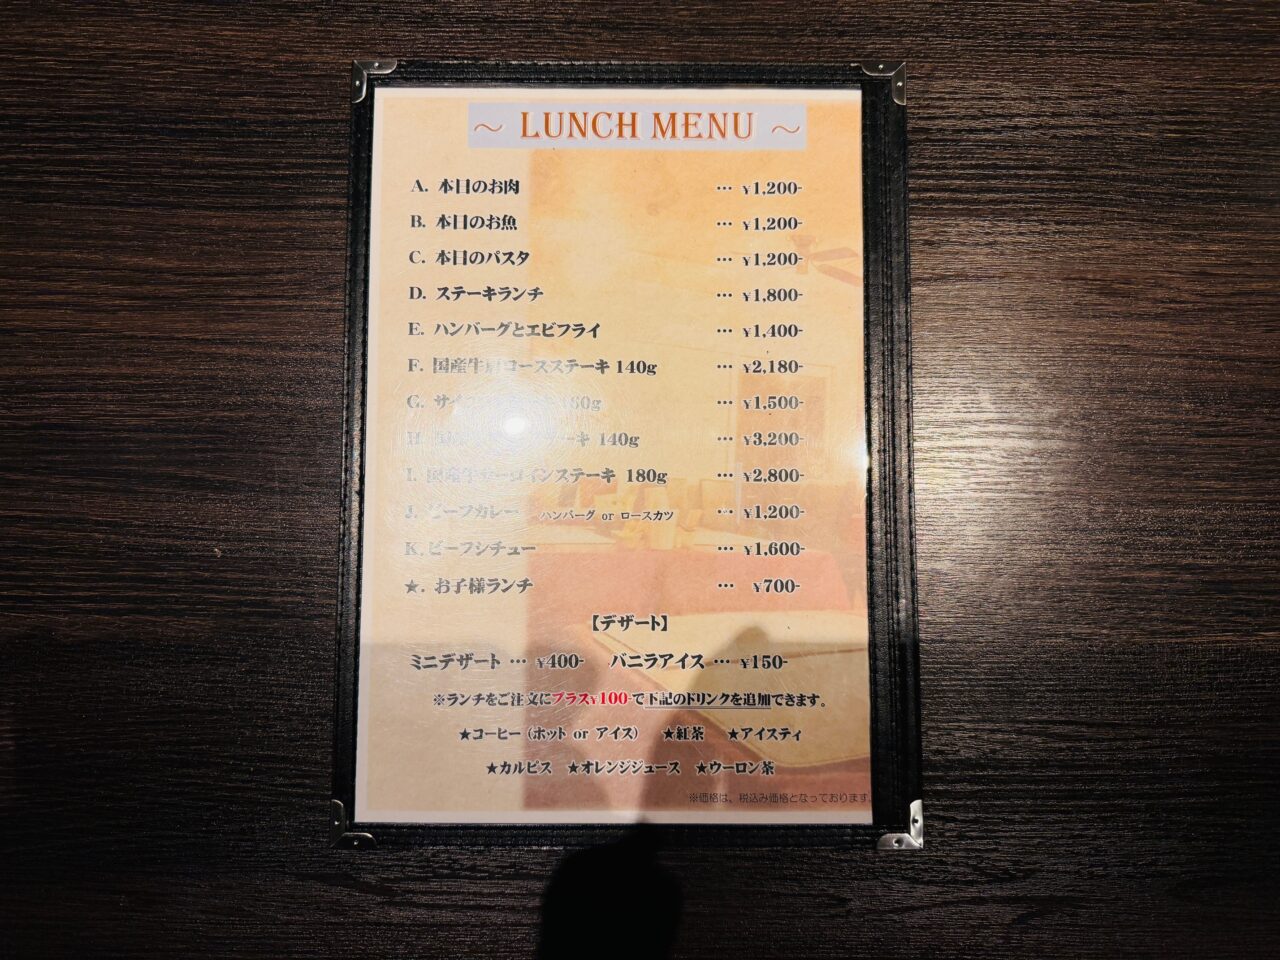 ～ LUNCH MENU ～
A. 本日のお肉 … ¥1,200-
B. 本日のお魚 … ¥1,200-
C. 本日のパスタ … ¥1,200-
D. ステーキランチ … ¥1,800-
E. ハンバーグとエビフライ … ¥1,400-
F. 国産牛肩ロースステーキ 140g … ¥2,180-
G. … ¥1,500-
H. 140g … ¥3,200-
I. 国産牛サーロインステーキ 180g … ¥2,800-
J. ビーフカレー ハンバーグ or ロースカツ … ¥1,200-
K. ビーフシチュー … ¥1,600-
★. お子様ランチ … ¥700-
【デザート】
ミニデザート … ¥400- バニラアイス … ¥150-
※ランチをご注文にプラス¥100-で下記のドリンクを追加できます。
★コーヒー（ホット or アイス） ★紅茶 ★アイスティ
★カルピス ★オレンジジュース ★ウーロン茶
※価格は、税込み価格となっております。